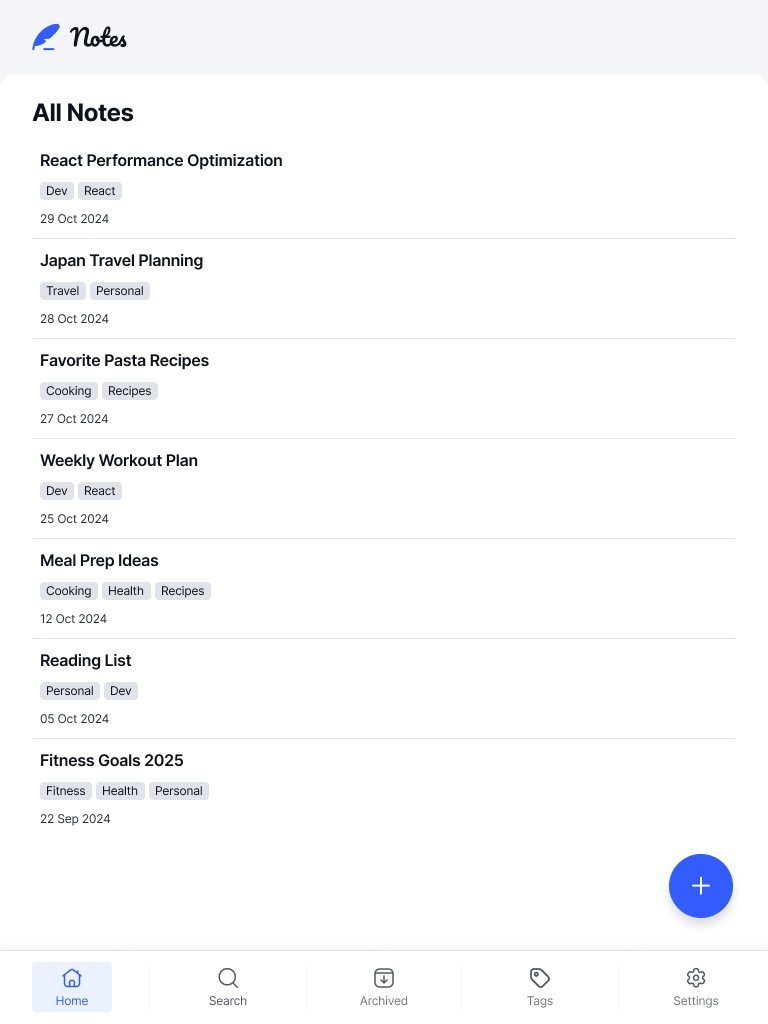 Notes
All Notes
React Performance Optimization
Dev React
29 Oct 2024
Japan Travel Planning
Travel Personal
28 Oct 2024
Favorite Pasta Recipes
Cooking Recipes
27 Oct 2024
Weekly Workout Plan
Dev React
25 Oct 2024
Meal Prep Ideas
Cooking Health Recipes
12 Oct 2024
Reading List
Personal Dev
05 Oct 2024
Fitness Goals 2025
Fitness Health Personal
22 Sep 2024
Home Search Archived Tags Settings